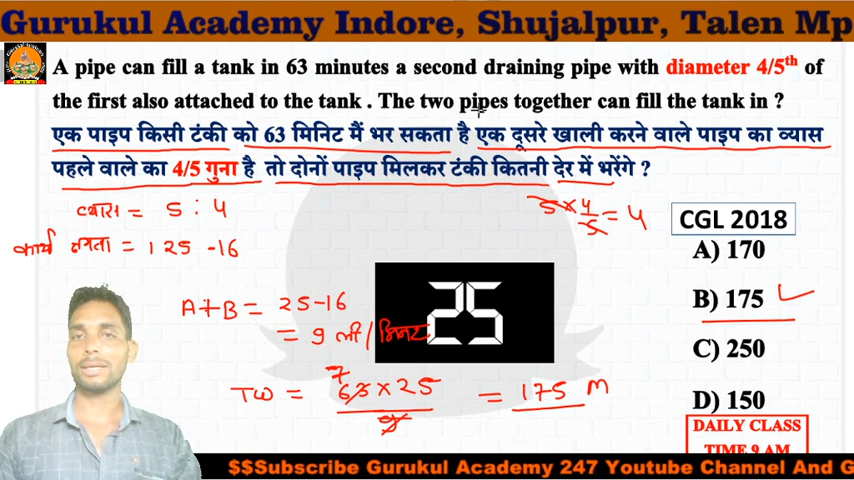 Gurukul Academy Indore, Shujalpur, Talen Mp
A pipe can fill a tank in 63 minutes a second draining pipe with diameter 4/5th of
the first also attached to the tank . The two pipes together can fill the tank in ?
एक पाइप किसी टंकी को 63 मिनिट मैं भर सकता है एक दूसरे खाली करने वाले पाइप का व्यास
पहले वाले का 4/5 गुना है तो दोनों पाइप मिलकर टंकी कितनी देर में भरेंगे ?
व्यास = 5 : 4
5 × 4/5 = 4
CGL 2018
कार्य क्षमता = 1 25 -16
A) 170
A+B = 25-16
25
B) 175
= 9 ली/मिनट
C) 250
TW = 7
63 × 25 / 9 = 175 M
D) 150
DAILY CLASS
TIME 9 AM
$$Subscribe Gurukul Academy 247 Youtube Channel And G